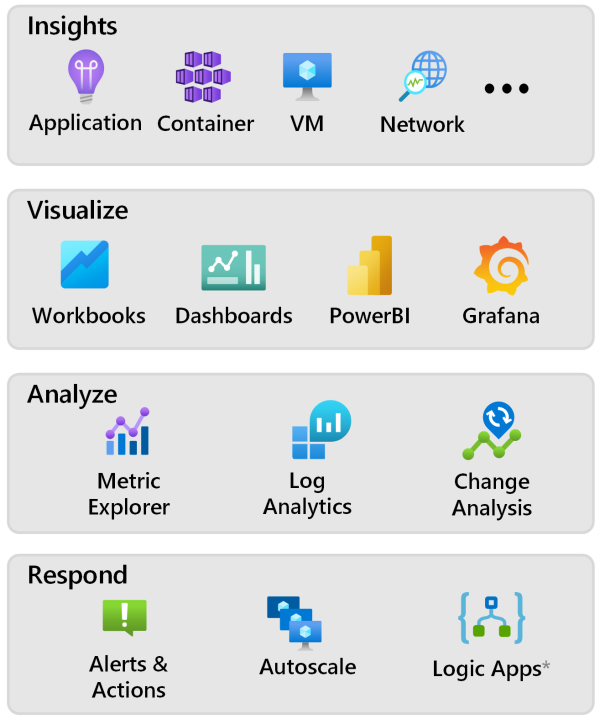 Insights
Application
Container
VM
Network
Visualize
Workbooks
Dashboards
PowerBI
Grafana
Analyze
Metric
Explorer
Log
Analytics
Change
Analysis
Respond
Alerts &
Actions
Autoscale
Logic Apps*